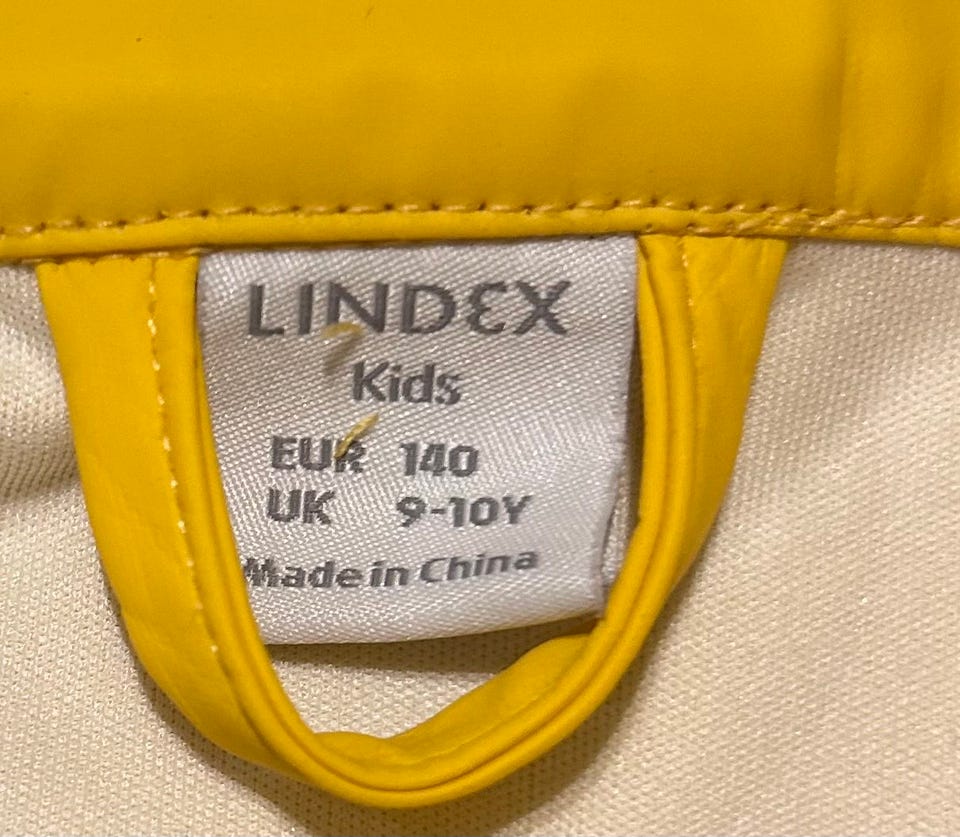 LINDEX
Kids
EUR 140
UK 9-10Y
Made in China